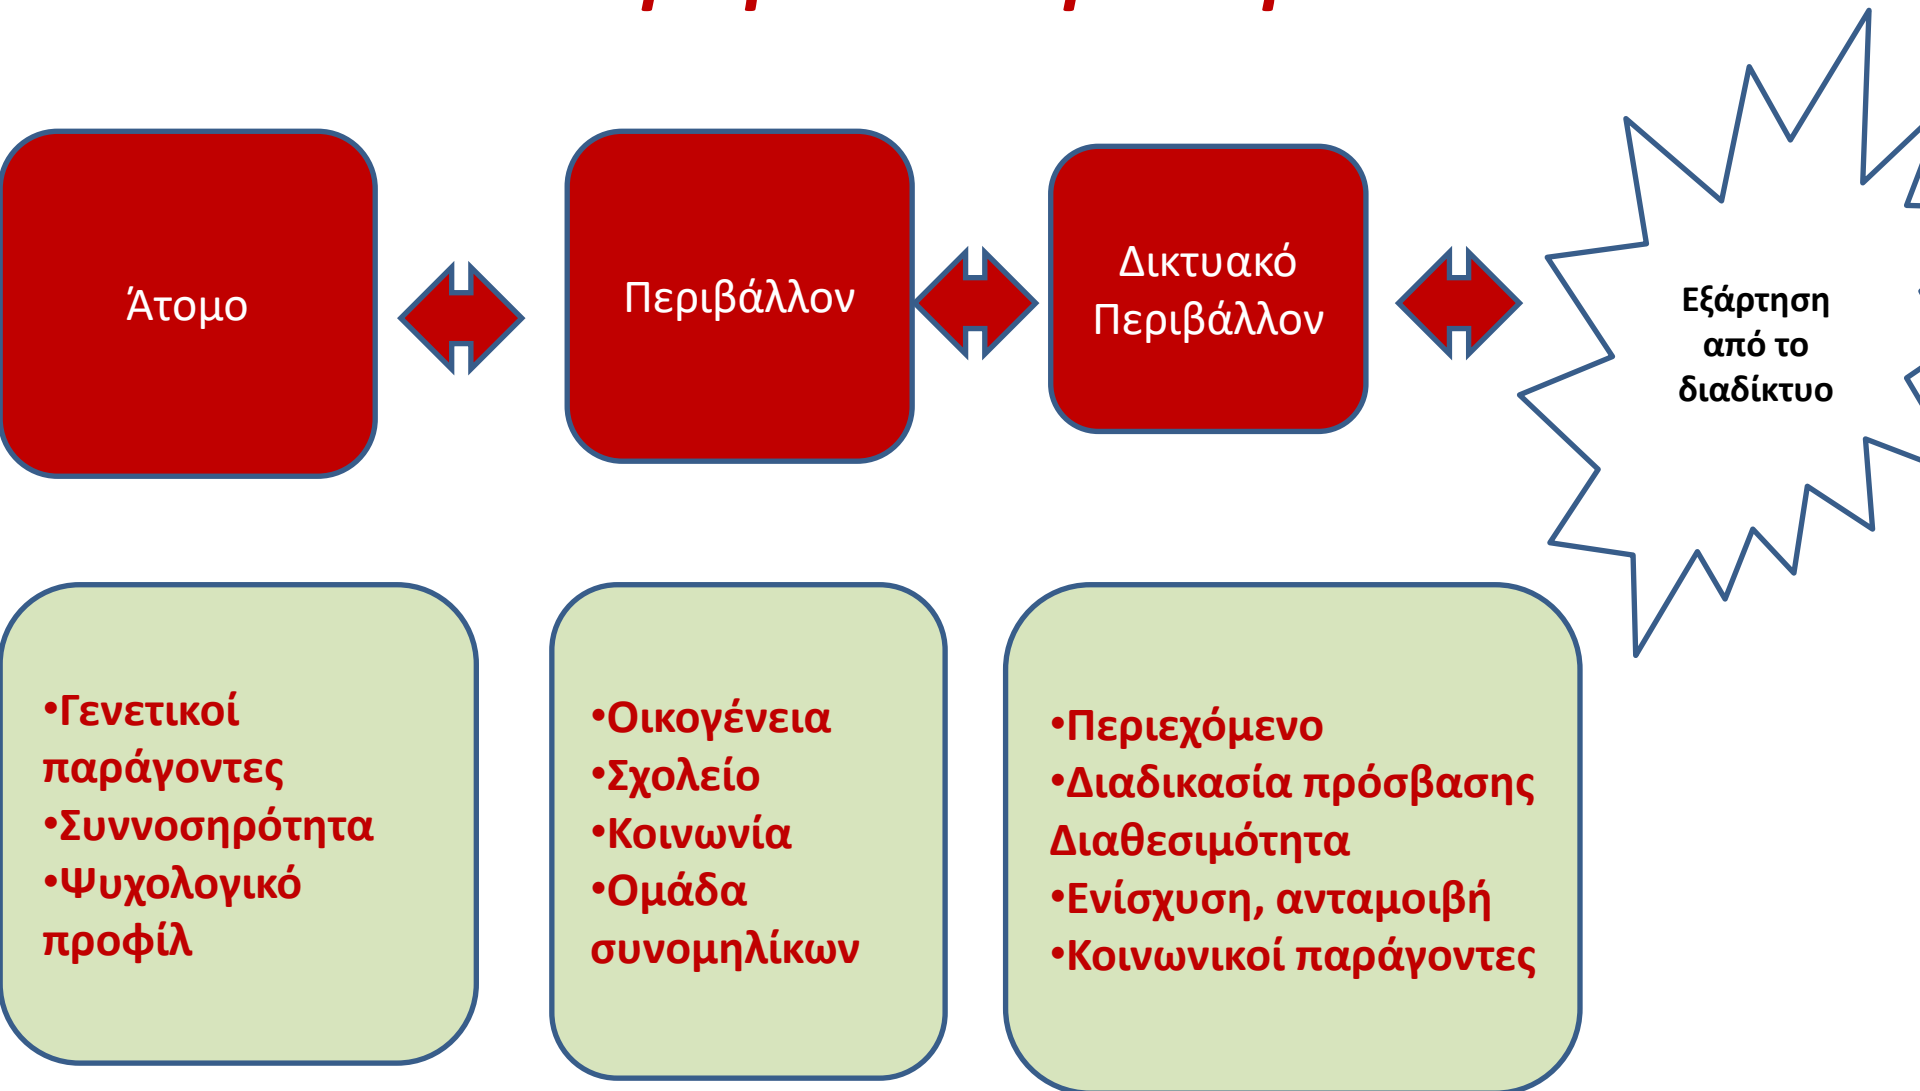 Άτομο
Περιβάλλον
Δικτυακό
Περιβάλλον
Εξάρτηση
από το
διαδίκτυο
•Γενετικοί
παράγοντες
•Συννοσηρότητα
•Ψυχολογικό
προφίλ
•Οικογένεια
•Σχολείο
•Κοινωνία
•Ομάδα
συνομηλίκων
•Περιεχόμενο
•Διαδικασία πρόσβασης
Διαθεσιμότητα
•Ενίσχυση, ανταμοιβή
•Κοινωνικοί παράγοντες